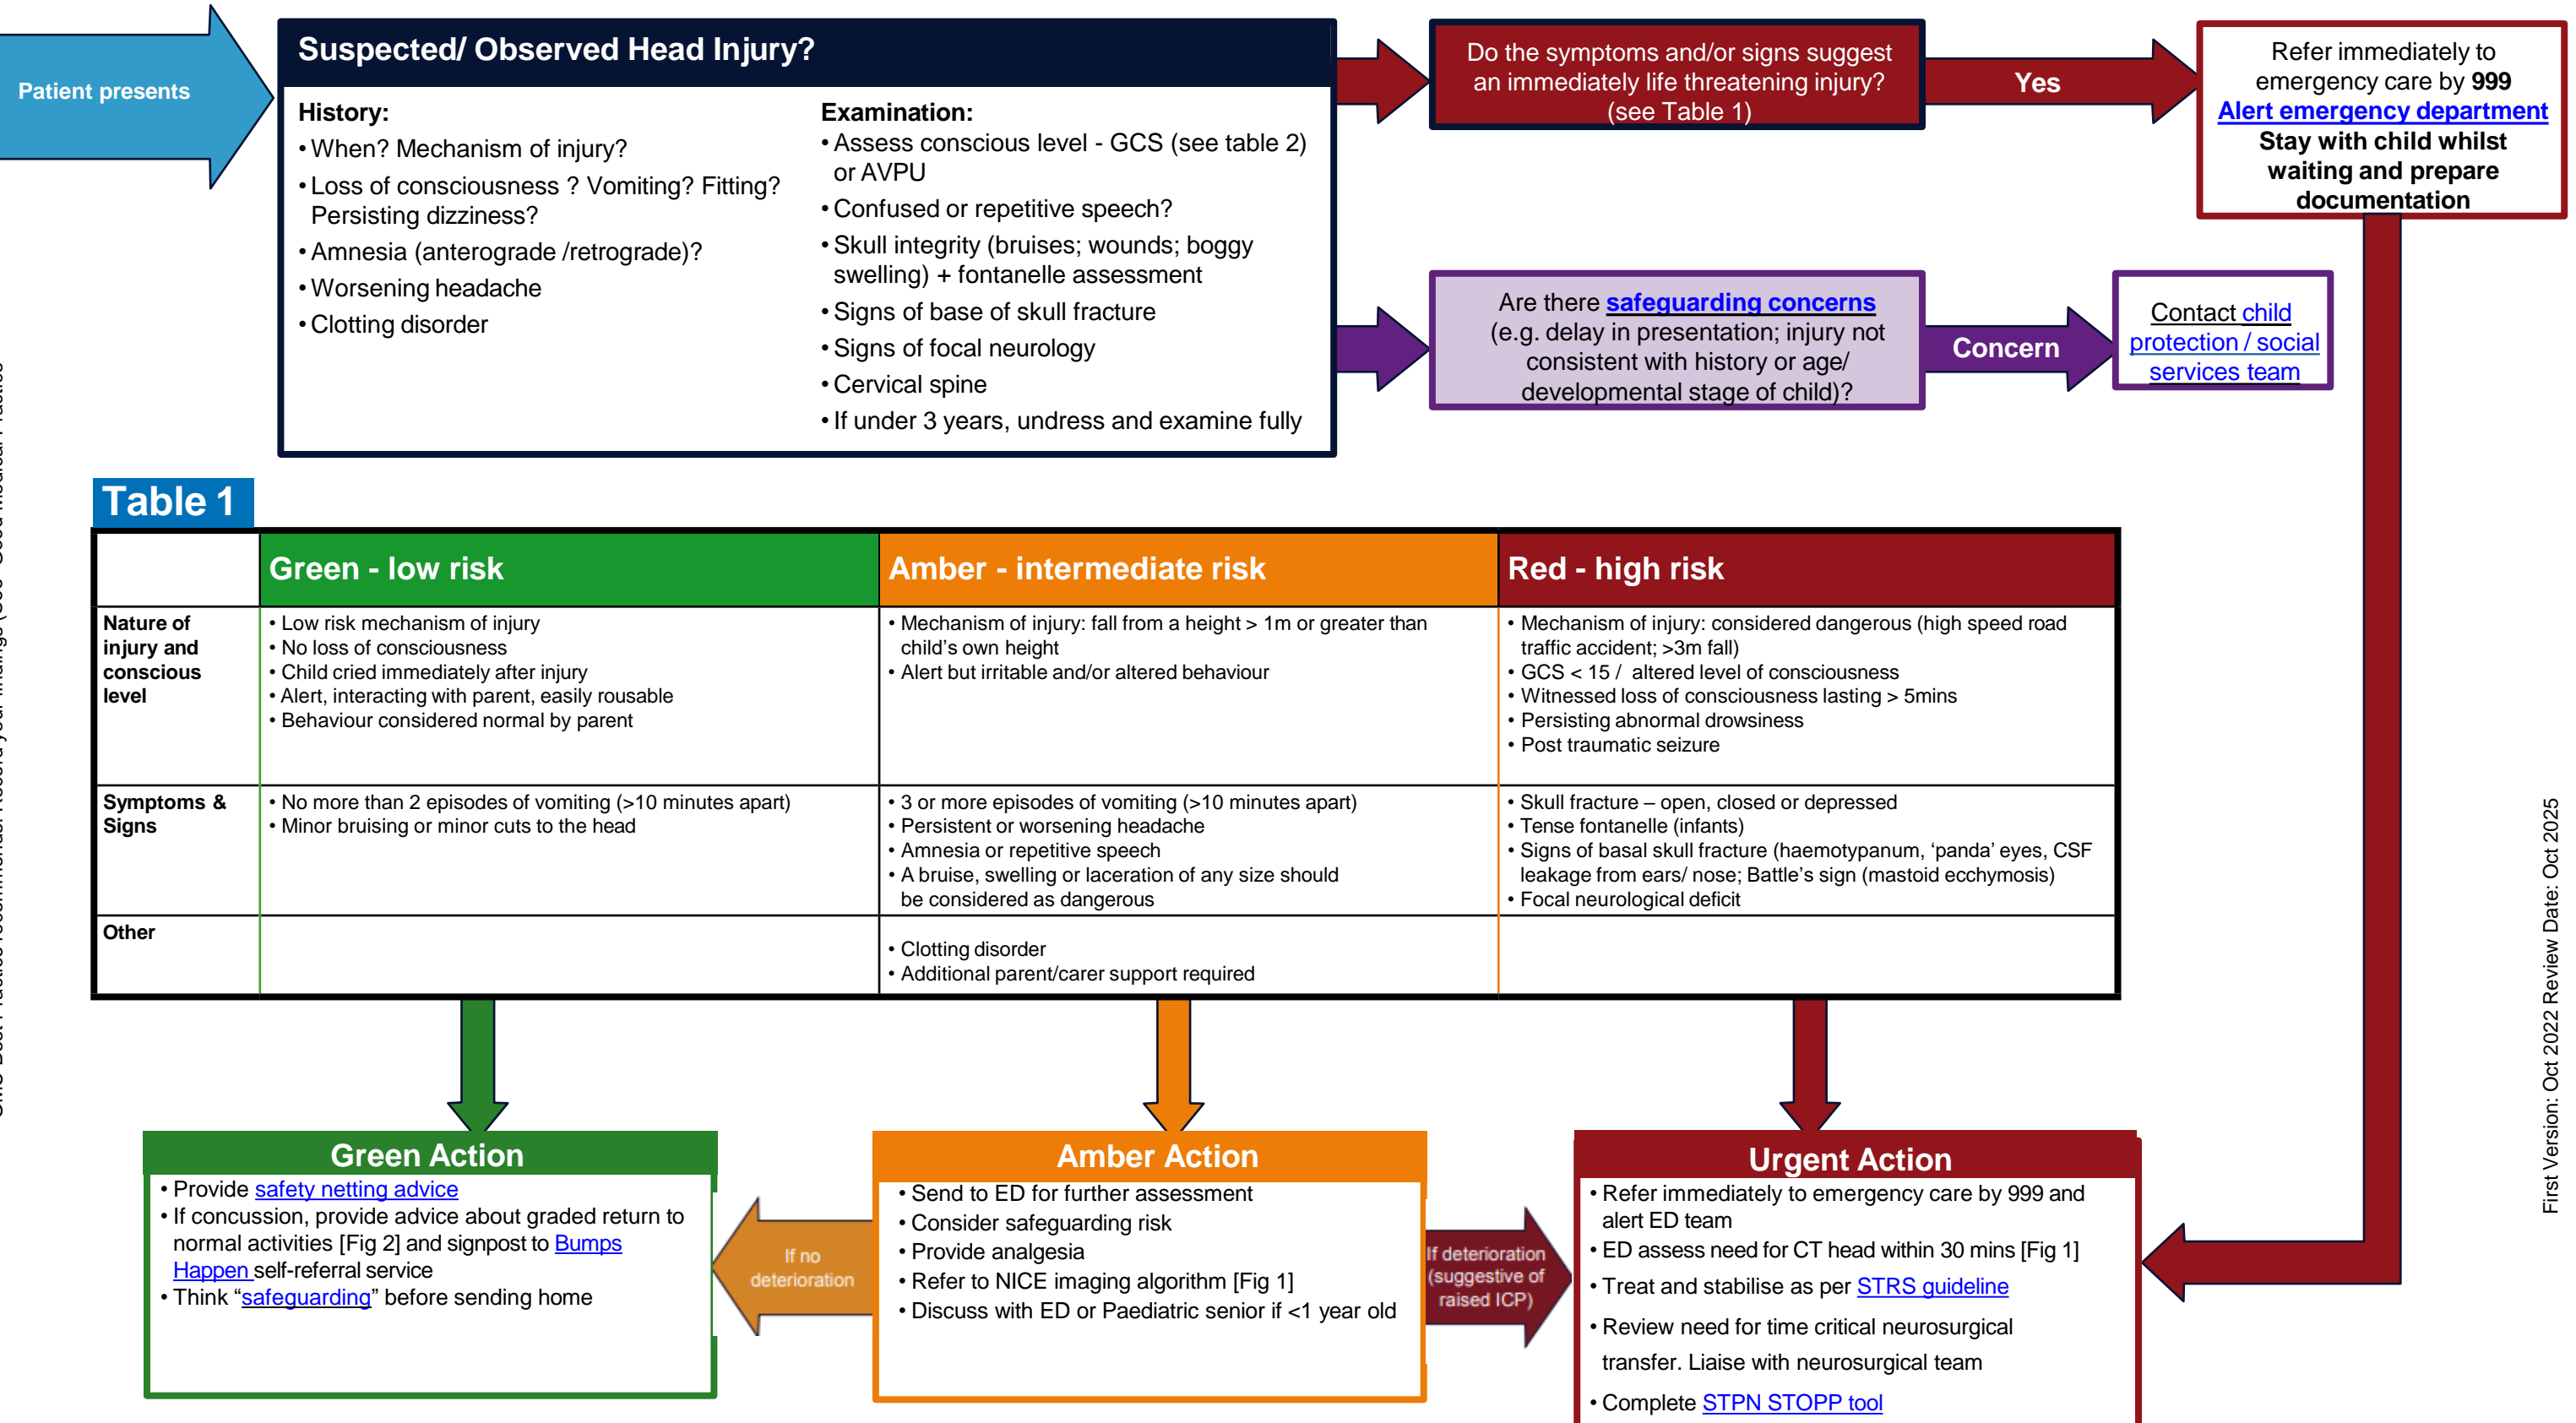 Patient presents
Suspected/ Observed Head Injury?
History:
• When? Mechanism of injury?
• Loss of consciousness ? Vomiting? Fitting?
Persisting dizziness?
• Amnesia (anterograde /retrograde)?
• Worsening headache
• Clotting disorder
Examination:
• Assess conscious level - GCS (see table 2)
or AVPU
• Confused or repetitive speech?
• Skull integrity (bruises; wounds; boggy
swelling) + fontanelle assessment
• Signs of base of skull fracture
• Signs of focal neurology
• Cervical spine
• If under 3 years, undress and examine fully
Do the symptoms and/or signs suggest
an immediately life threatening injury?
(see Table 1)
Yes
Refer immediately to
emergency care by 999
Alert emergency department
Stay with child whilst
waiting and prepare
documentation
Are there safeguarding concerns
(e.g. delay in presentation; injury not
consistent with history or age/
developmental stage of child)?
Concern
Contact child
protection / social
services team
Table 1
Green - low risk
Amber - intermediate risk
Red - high risk
Nature of
injury and
conscious
level
• Low risk mechanism of injury
• No loss of consciousness
• Child cried immediately after injury
• Alert, interacting with parent, easily rousable
• Behaviour considered normal by parent
• Mechanism of injury: fall from a height > 1m or greater than
child's own height
• Alert but irritable and/or altered behaviour
• Mechanism of injury: considered dangerous (high speed road
traffic accident; >3m fall)
• GCS < 15 / altered level of consciousness
• Witnessed loss of consciousness lasting > 5mins
• Persisting abnormal drowsiness
• Post traumatic seizure
Symptoms &
Signs
• No more than 2 episodes of vomiting (>10 minutes apart)
• Minor bruising or minor cuts to the head
• 3 or more episodes of vomiting (>10 minutes apart)
• Persistent or worsening headache
• Amnesia or repetitive speech
• A bruise, swelling or laceration of any size should
be considered as dangerous
• Skull fracture – open, closed or depressed
• Tense fontanelle (infants)
• Signs of basal skull fracture (haemotypanum, ‘panda’ eyes, CSF
leakage from ears/ nose; Battle’s sign (mastoid ecchymosis)
• Focal neurological deficit
Other
• Clotting disorder
• Additional parent/carer support required
Green Action
• Provide safety netting advice
• If concussion, provide advice about graded return to
normal activities [Fig 2] and signpost to Bumps
Happen self-referral service
• Think “safeguarding” before sending home
If no
deterioration
Amber Action
• Send to ED for further assessment
• Consider safeguarding risk
• Provide analgesia
• Refer to NICE imaging algorithm [Fig 1]
• Discuss with ED or Paediatric senior if <1 year old
If deterioration
(suggestive of
raised ICP)
Urgent Action
• Refer immediately to emergency care by 999 and
alert ED team
• ED assess need for CT head within 30 mins [Fig 1]
• Treat and stabilise as per STRS guideline
• Review need for time critical neurosurgical
transfer. Liaise with neurosurgical team
• Complete STPN STOPP tool
First Version: Oct 2022 Review Date: Oct 2025